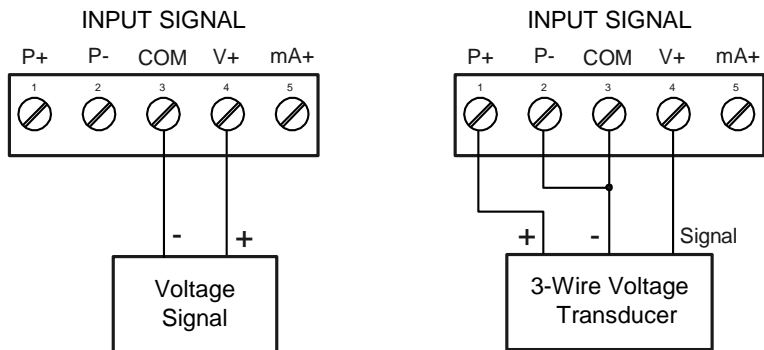 INPUT SIGNAL
P+ P- COM V+ mA+
1 2 3 4 5
- +
Voltage
Signal
INPUT SIGNAL
P+ P- COM V+ mA+
1 2 3 4 5
+ - Signal
3-Wire Voltage
Transducer